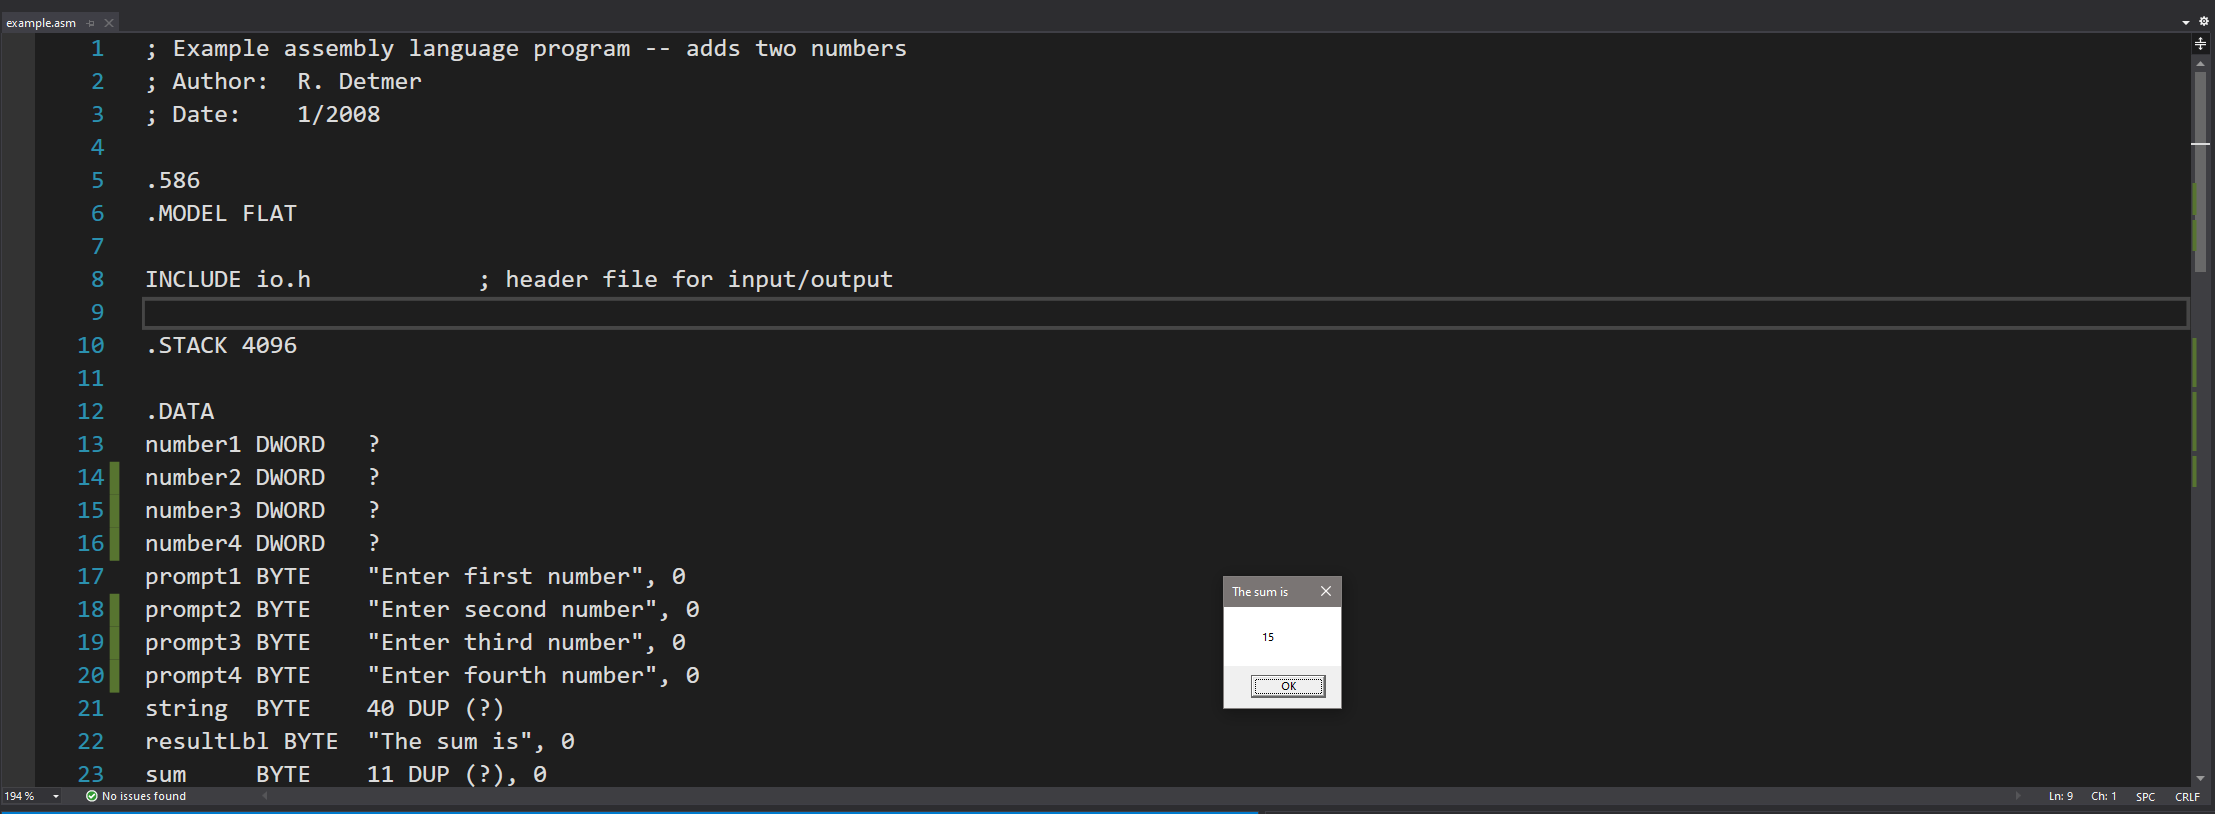 example.asm
1 ; Example assembly language program -- adds two numbers
2 ; Author:  R. Detmer
3 ; Date:    1/2008
4
5 .586
6 .MODEL FLAT
7
8 INCLUDE io.h            ; header file for input/output
9
10 .STACK 4096
11
12 .DATA
13 number1 DWORD   ?
14 number2 DWORD   ?
15 number3 DWORD   ?
16 number4 DWORD   ?
17 prompt1 BYTE    "Enter first number", 0
18 prompt2 BYTE    "Enter second number", 0
19 prompt3 BYTE    "Enter third number", 0
20 prompt4 BYTE    "Enter fourth number", 0
21 string  BYTE    40 DUP (?)
22 resultLbl BYTE  "The sum is", 0
23 sum     BYTE    11 DUP (?), 0
The sum is
15
OK
194 % No issues found Ln: 9 Ch: 1 SPC CRLF